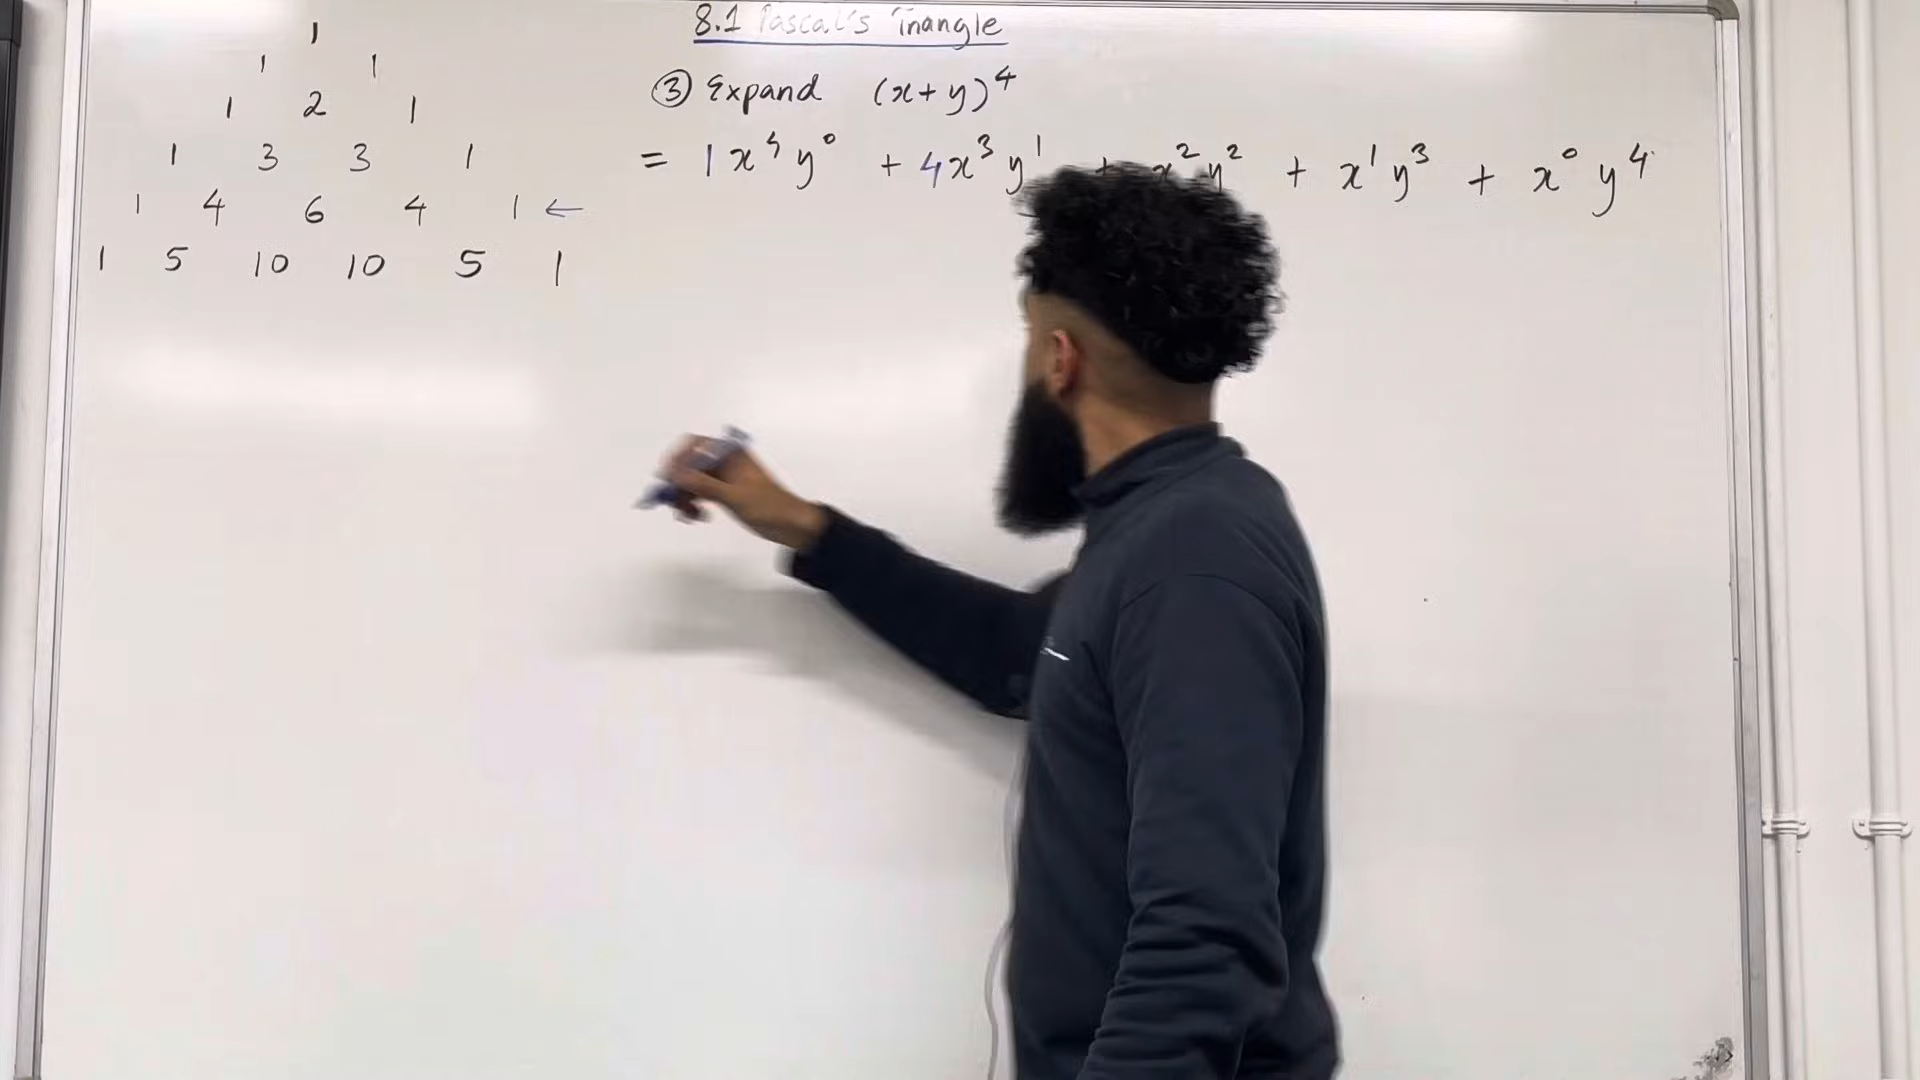 8.1 Pascal's Triangle
1
1 1
1 2 1
1 3 3 1
1 4 6 4 1 ←
1 5 10 10 5 1
③ Expand (x+y)⁴
= 1x⁴y⁰ + 4x³y¹ + x²y² + x¹y³ + x⁰y⁴